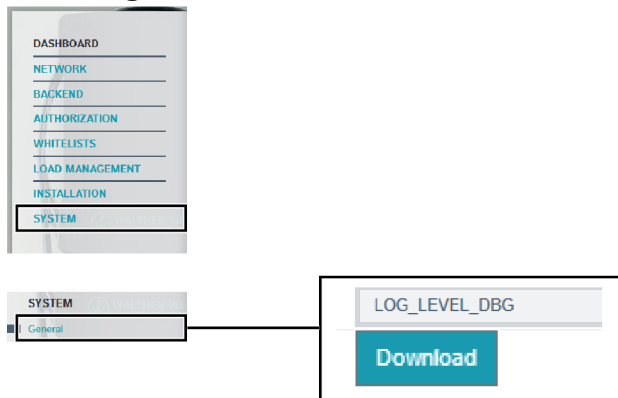 DASHBOARD
NETWORK
BACKEND
AUTHORIZATION
WHITELISTS
LOAD MANAGEMENT
INSTALLATION
SYSTEM
SYSTEM
General
LOG_LEVEL_DBG
Download